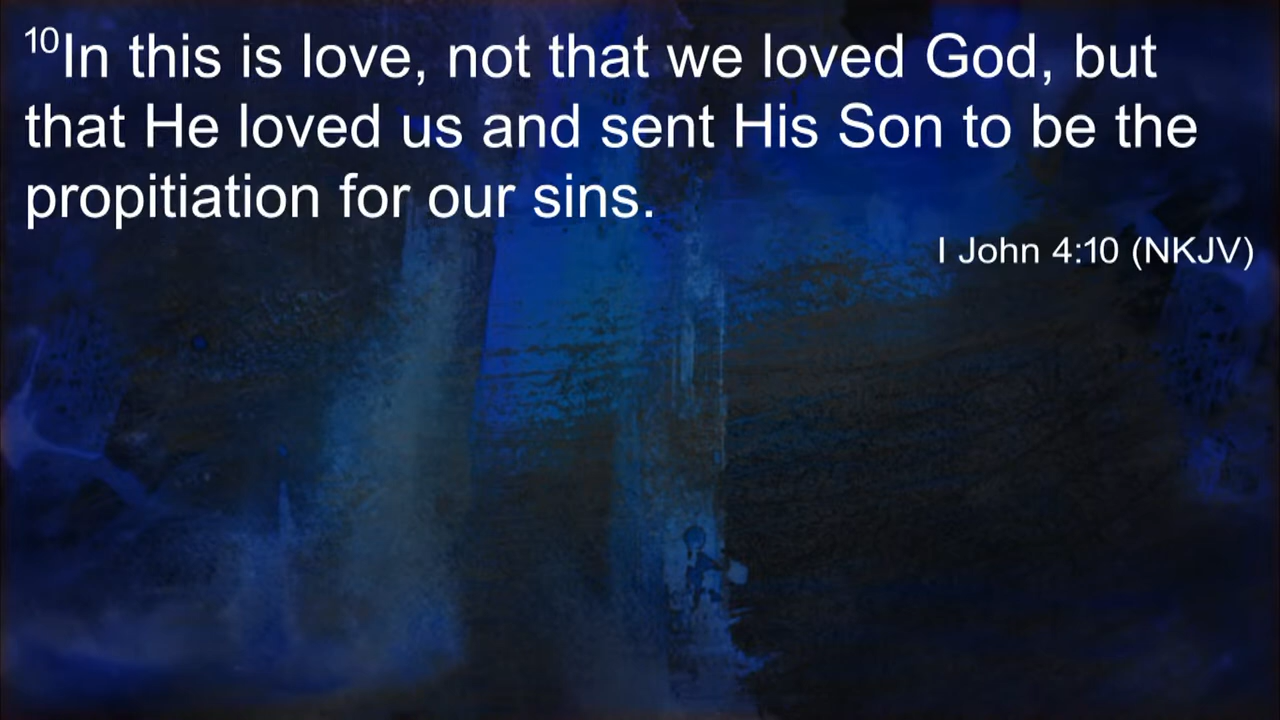 10In this is love, not that we loved God, but
that He loved us and sent His Son to be the
propitiation for our sins.
I John 4:10 (NKJV)